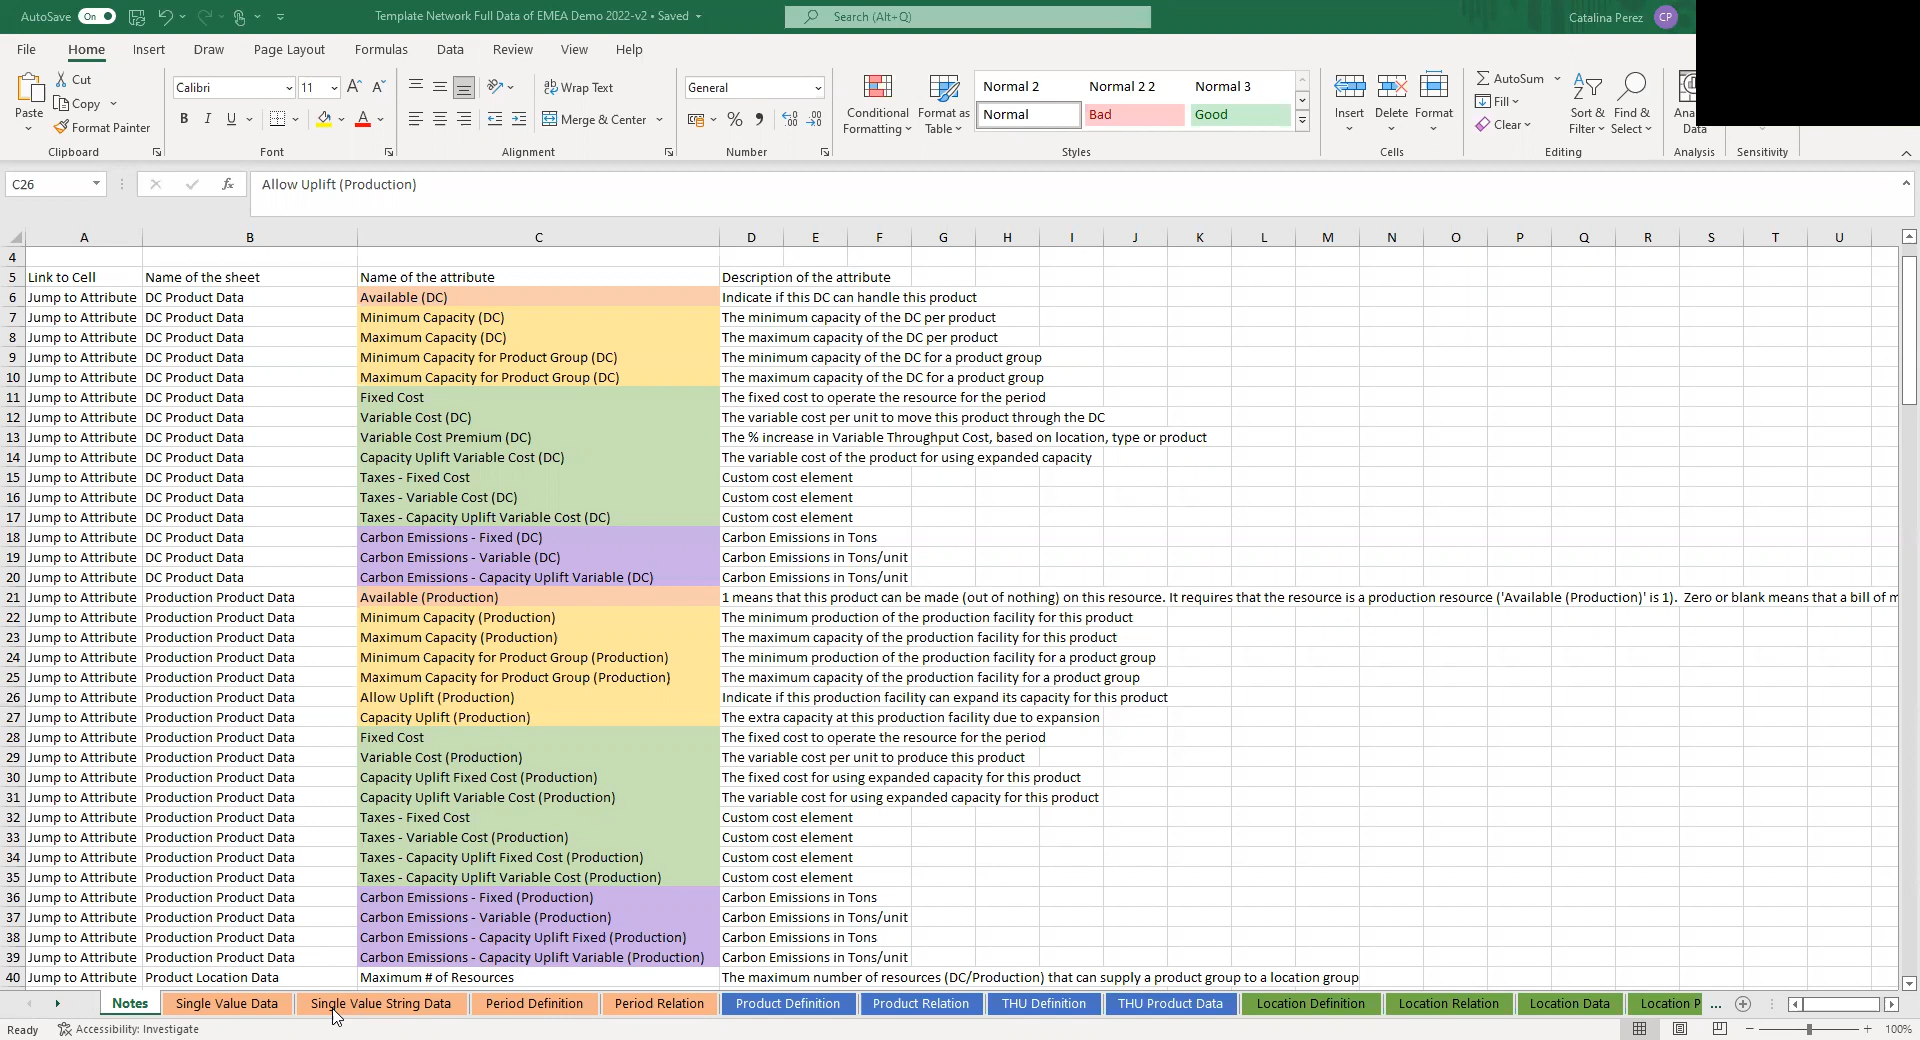 AutoSave On Template Network Full Data of EMEA Demo 2022-v2 • Saved Search (Alt+Q) Catalina Perez CP
File Home Insert Draw Page Layout Formulas Data Review View Help
Paste Cut Copy Format Painter
Calibri 11 B I U A
Wrap Text Merge & Center
General %
Conditional Formatting Format as Table
Normal 2 Normal 2 2 Normal 3
Normal Bad Good
Insert Delete Format
AutoSum Fill Clear Sort & Filter Find & Select
Data
Clipboard Font Alignment Number Styles Cells Editing Analysis Sensitivity
C26 fx Allow Uplift (Production)
A B C D E F G H I J K L M N O P Q R S T U
4
5 Link to Cell Name of the sheet Name of the attribute Description of the attribute
6 Jump to Attribute DC Product Data Available (DC) Indicate if this DC can handle this product
7 Jump to Attribute DC Product Data Minimum Capacity (DC) The minimum capacity of the DC per product
8 Jump to Attribute DC Product Data Maximum Capacity (DC) The maximum capacity of the DC per product
9 Jump to Attribute DC Product Data Minimum Capacity for Product Group (DC) The minimum capacity of the DC for a product group
10 Jump to Attribute DC Product Data Maximum Capacity for Product Group (DC) The maximum capacity of the DC for a product group
11 Jump to Attribute DC Product Data Fixed Cost The fixed cost to operate the resource for the period
12 Jump to Attribute DC Product Data Variable Cost (DC) The variable cost per unit to move this product through the DC
13 Jump to Attribute DC Product Data Variable Cost Premium (DC) The % increase in Variable Throughput Cost, based on location, type or product
14 Jump to Attribute DC Product Data Capacity Uplift Variable Cost (DC) The variable cost of the product for using expanded capacity
15 Jump to Attribute DC Product Data Taxes - Fixed Cost Custom cost element
16 Jump to Attribute DC Product Data Taxes - Variable Cost (DC) Custom cost element
17 Jump to Attribute DC Product Data Taxes - Capacity Uplift Variable Cost (DC) Custom cost element
18 Jump to Attribute DC Product Data Carbon Emissions - Fixed (DC) Carbon Emissions in Tons
19 Jump to Attribute DC Product Data Carbon Emissions - Variable (DC) Carbon Emissions in Tons/unit
20 Jump to Attribute DC Product Data Carbon Emissions - Capacity Uplift Variable (DC) Carbon Emissions in Tons/unit
21 Jump to Attribute Production Product Data Available (Production) 1 means that this product can be made (out of nothing) on this resource. It requires that the resource is a production resource ('Available (Production)' is 1). Zero or blank means that a bill of m
22 Jump to Attribute Production Product Data Minimum Capacity (Production) The minimum production of the production facility for this product
23 Jump to Attribute Production Product Data Maximum Capacity (Production) The maximum capacity of the production facility for this product
24 Jump to Attribute Production Product Data Minimum Capacity for Product Group (Production) The minimum production of the production facility for a product group
25 Jump to Attribute Production Product Data Maximum Capacity for Product Group (Production) The maximum capacity of the production facility for a product group
26 Jump to Attribute Production Product Data Allow Uplift (Production) Indicate if this production facility can expand its capacity for this product
27 Jump to Attribute Production Product Data Capacity Uplift (Production) The extra capacity at this production facility due to expansion
28 Jump to Attribute Production Product Data Fixed Cost The fixed cost to operate the resource for the period
29 Jump to Attribute Production Product Data Variable Cost (Production) The variable cost per unit to produce this product
30 Jump to Attribute Production Product Data Capacity Uplift Fixed Cost (Production) The fixed cost for using expanded capacity for this product
31 Jump to Attribute Production Product Data Capacity Uplift Variable Cost (Production) The variable cost for using expanded capacity for this product
32 Jump to Attribute Production Product Data Taxes - Fixed Cost Custom cost element
33 Jump to Attribute Production Product Data Taxes - Variable Cost (Production) Custom cost element
34 Jump to Attribute Production Product Data Taxes - Capacity Uplift Fixed Cost (Production) Custom cost element
35 Jump to Attribute Production Product Data Taxes - Capacity Uplift Variable Cost (Production) Custom cost element
36 Jump to Attribute Production Product Data Carbon Emissions - Fixed (Production) Carbon Emissions in Tons
37 Jump to Attribute Production Product Data Carbon Emissions - Variable (Production) Carbon Emissions in Tons/unit
38 Jump to Attribute Production Product Data Carbon Emissions - Capacity Uplift Fixed (Production) Carbon Emissions in Tons
39 Jump to Attribute Production Product Data Carbon Emissions - Capacity Uplift Variable (Production) Carbon Emissions in Tons/unit
40 Jump to Attribute Product Location Data Maximum # of Resources The maximum number of resources (DC/Production) that can supply a product group to a location group
Notes Single Value Data Single Value String Data Period Definition Period Relation Product Definition Product Relation THU Definition THU Product Data Location Definition Location Relation Location Data Location P ...
Ready Accessibility: Investigate 100%